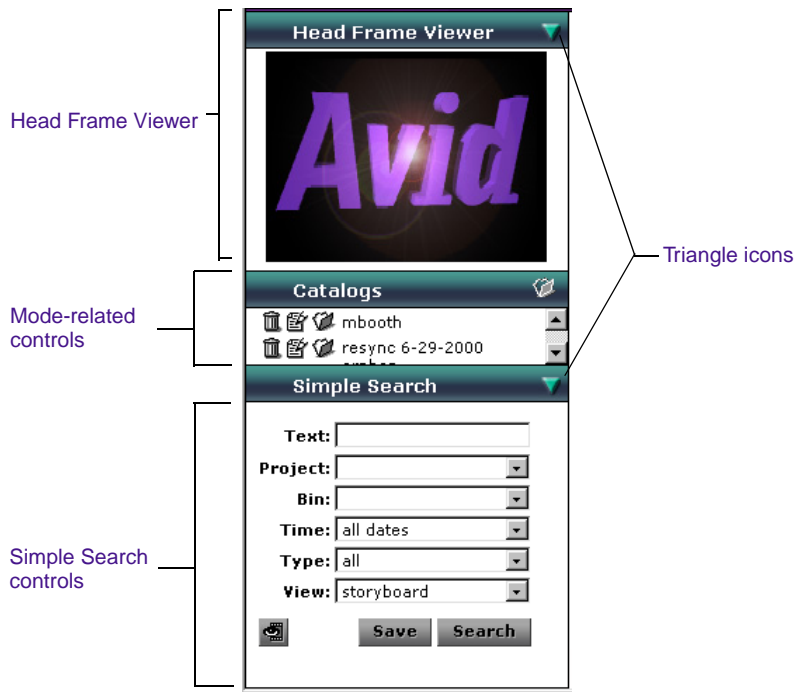 Head Frame Viewer
Avid
Head Frame Viewer
Triangle icons
Catalogs
Mode-related
controls
mbooth
resync 6-29-2000
Simple Search
Text:
Project:
Bin:
Time: all dates
Type: all
View: storyboard
Simple Search
controls
Save Search